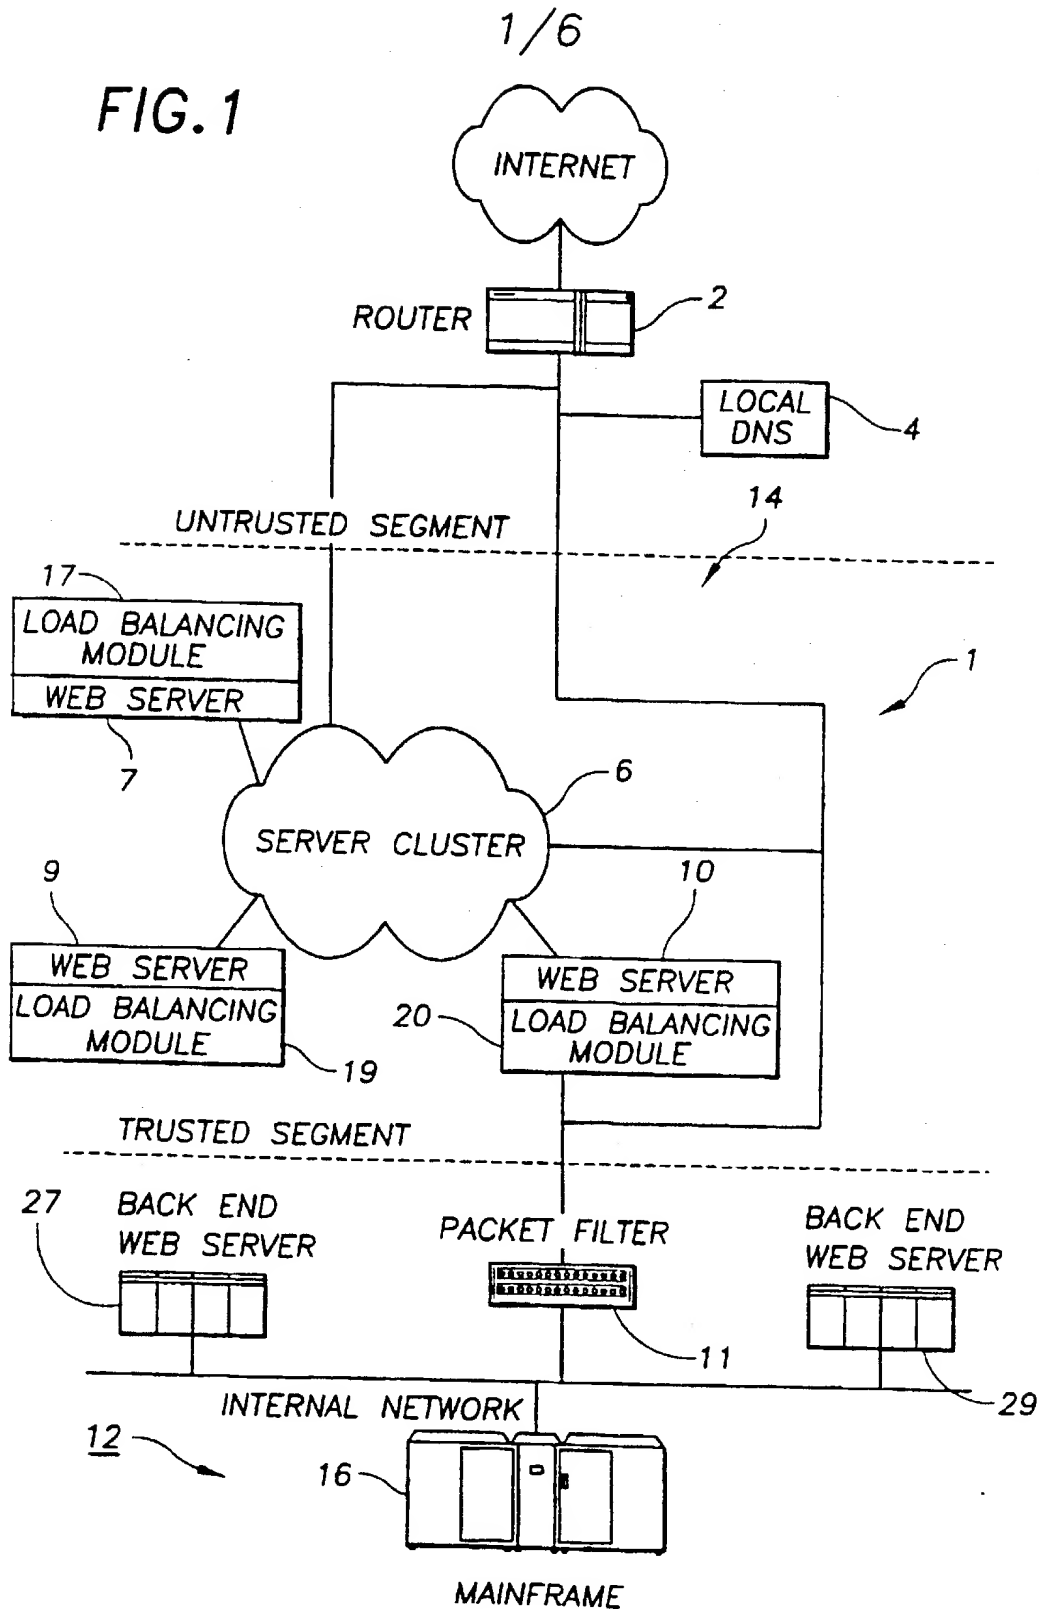 1/6
FIG. 1
INTERNET
ROUTER
2
LOCAL
DNS
4
14
UNTRUSTED SEGMENT
17
LOAD BALANCING
MODULE
WEB SERVER
7
1
6
SERVER CLUSTER
9
WEB SERVER
LOAD BALANCING
MODULE
19
10
WEB SERVER
LOAD BALANCING
MODULE
20
TRUSTED SEGMENT
27
BACK END
WEB SERVER
PACKET FILTER
11
BACK END
WEB SERVER
29
INTERNAL NETWORK
12
16
MAINFRAME